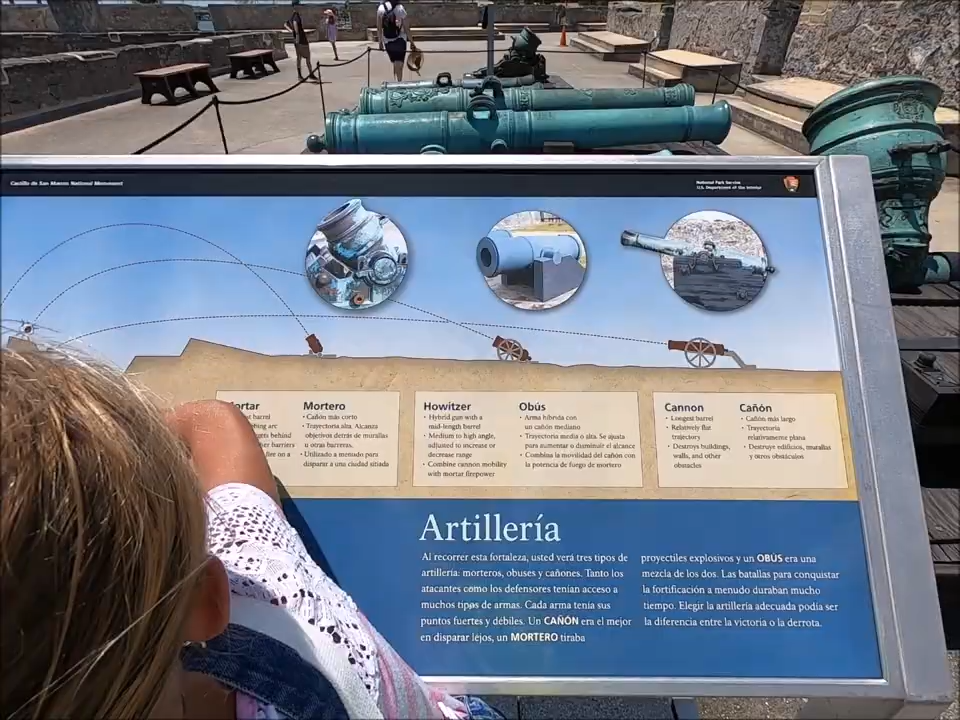 Castillo de San Marcos National Monument
National Park Service
U.S. Department of the Interior
Mortero
• Cañón más corto
• Trayectoria alta. Alcanza
objetivos detrás de murallas
u otras barreras.
• Utilizado a menudo para
disparar a una ciudad sitiada
Howitzer
• Hybrid gun with a
mid-length barrel
• Medium to high angle,
adjusted to increase or
decrease range
• Combine cannon mobility
with mortar firepower
Obús
• Arma híbrida con
un cañón mediano
• Trayectoria media o alta. Se ajusta
para aumentar o disminuir el alcance
• Combina la movilidad del cañón con
la potencia de fuego de mortero
Cannon
• Longest barrel
• Relatively flat
trajectory
• Destroys buildings,
walls, and other
obstacles
Cañón
• Cañón más largo
• Trayectoria
relativamente plana
• Destruye edificios, murallas
y otros obstáculos
Artillería
Al recorrer esta fortaleza, usted verá tres tipos de
artillería: morteros, obuses y cañones. Tanto los
atacantes como los defensores tenían acceso a
muchos tipos de armas. Cada arma tenía sus
puntos fuertes y débiles. Un CAÑÓN era el mejor
en disparar lejos, un MORTERO tiraba
proyectiles explosivos y un OBÚS era una
mezcla de los dos. Las batallas para conquistar
la fortificación a menudo duraban mucho
tiempo. Elegir la artillería adecuada podía ser
la diferencia entre la victoria o la derrota.